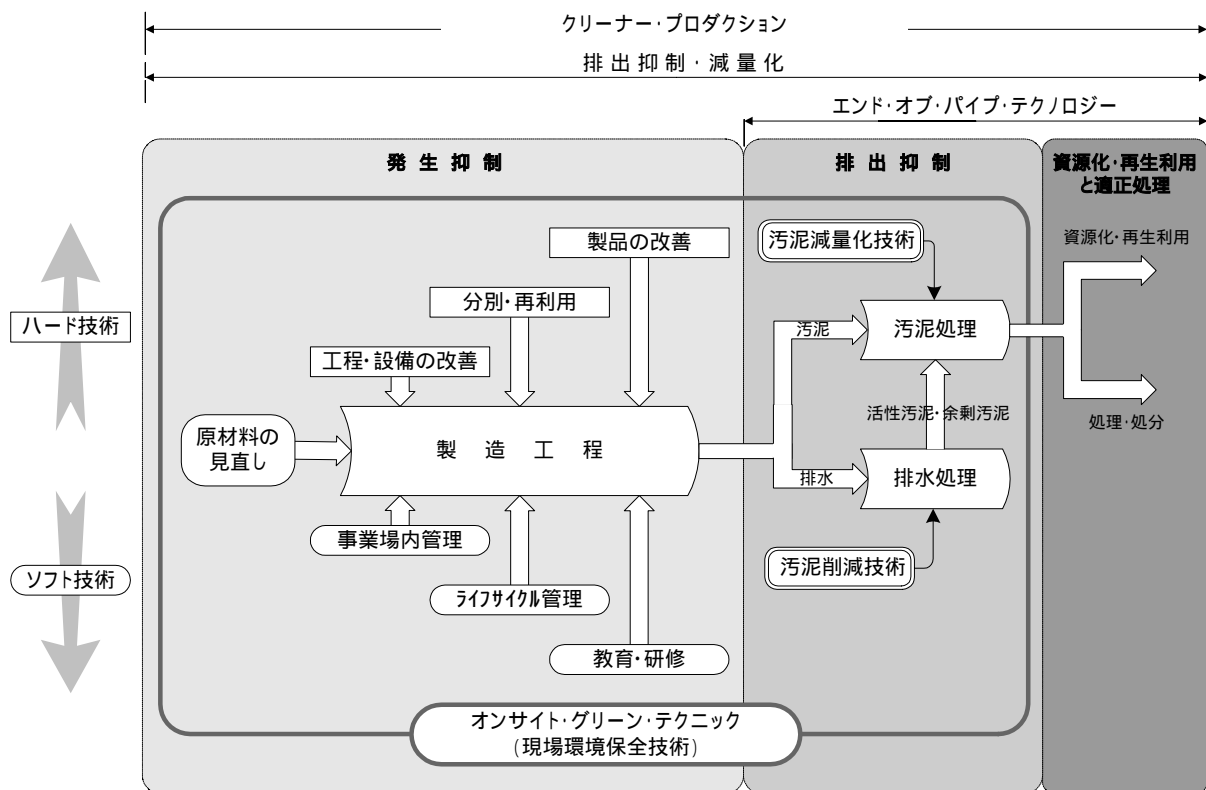 クリーナー・プロダクション
排出抑制・減量化
エンド・オブ・パイプ・テクノロジー
発生抑制
排出抑制
資源化・再生利用
と適正処理
製品の改善
汚泥減量化技術
資源化・再生利用
分別・再利用
ハード技術
汚泥
汚泥処理
工程・設備の改善
活性汚泥・余剰汚泥
処理・処分
原材料の
見直し
製造工程
排水
排水処理
事業場内管理
汚泥削減技術
ソフト技術
ライフサイクル管理
教育・研修
オンサイト・グリーン・テクニック
(現場環境保全技術)